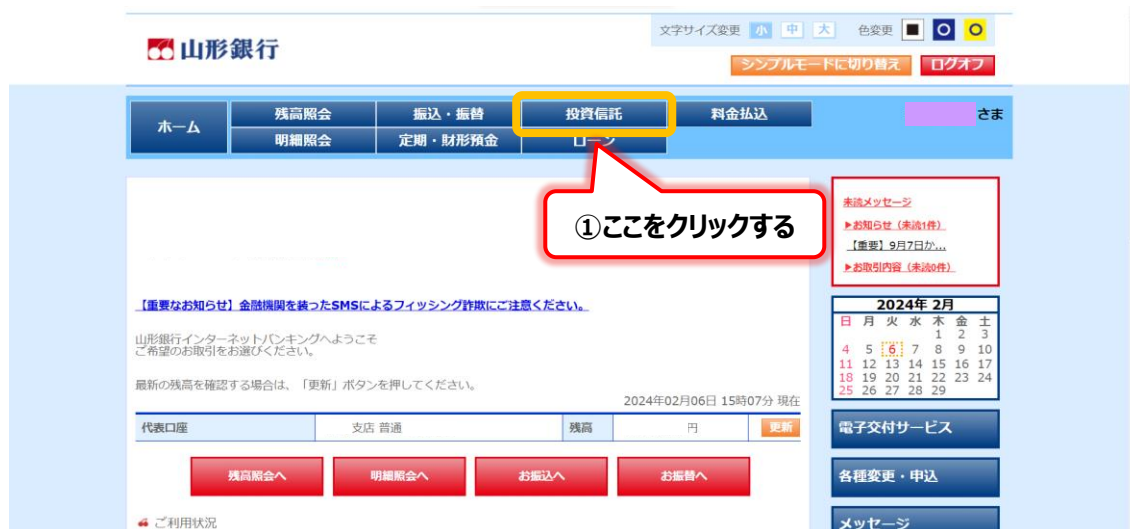 文字サイズ変更 小 中 大 色変更
山形銀行
シンプルモードに切り替え ログオフ
ホーム 残高照会 振込・振替 投資信託 料金払込
さま
明細照会 定期・財形預金 ローン
①ここをクリックする
未読メッセージ
▶お知らせ（未読1件）
【重要】9月7日か...
▶お取引内容（未読0件）
【重要なお知らせ】金融機関を装ったSMSによるフィッシング詐欺にご注意ください。
山形銀行インターネットバンキングへようこそ
ご希望のお取引をお選びください。
最新の残高を確認する場合は、「更新」ボタンを押してください。
2024年02月06日 15時07分 現在
代表口座 支店 普通 残高 円 更新
残高照会へ 明細照会へ お振込へ お振替へ
ご利用状況
2024年 2月
日 月 火 水 木 金 土
1 2 3
4 5 6 7 8 9 10
11 12 13 14 15 16 17
18 19 20 21 22 23 24
25 26 27 28 29
電子交付サービス
各種変更・申込
メッセージ